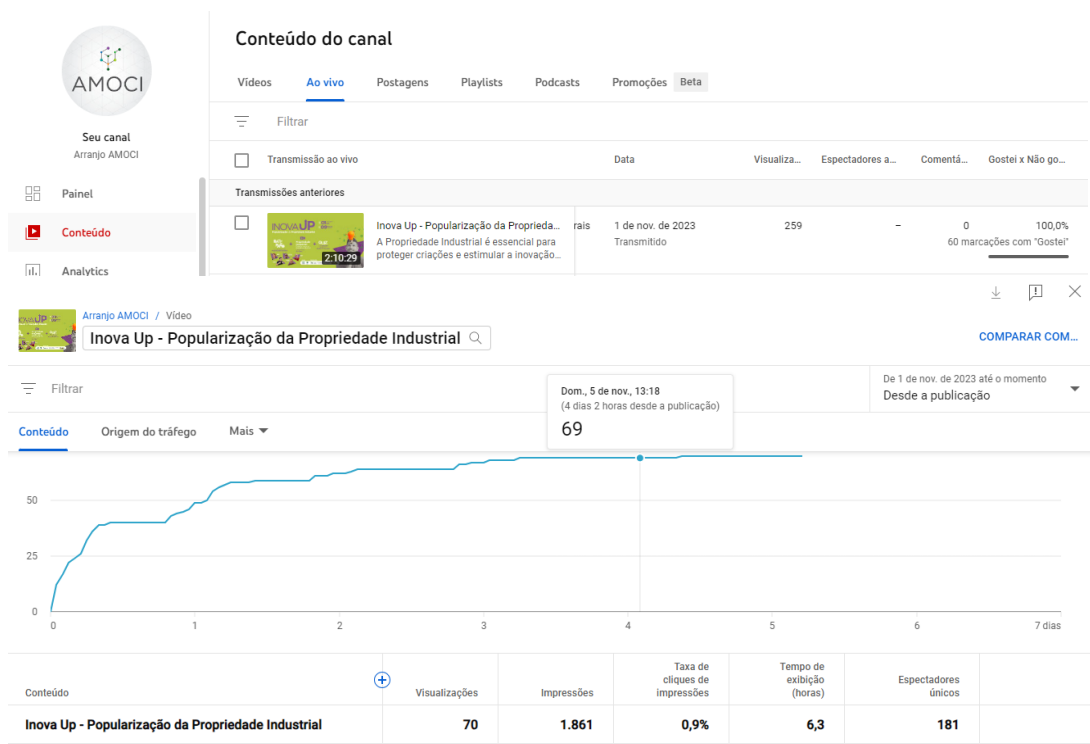 Conteúdo do canal
AMOCI
Vídeos Ao vivo Postagens Playlists Podcasts Promoções Beta
Filtrar
Seu canal
Arranjo AMOCI
Transmissão ao vivo Data Visualiza... Espectadores a... Comentá... Gostei x Não go...
Painel
Transmissões anteriores
Conteúdo
INOVA UP
2:10:29
Inova Up - Popularização da Proprieda... rais 1 de nov. de 2023 259 – 0 100,0%
A Propriedade Industrial é essencial para Transmitido 60 marcações com "Gostei"
proteger criações e estimular a inovação...
Analytics
Arranjo AMOCI / Vídeo
Inova Up - Popularização da Propriedade Industrial
COMPARAR COM...
Filtrar
De 1 de nov. de 2023 até o momento
Desde a publicação
Dom., 5 de nov., 13:18
(4 dias 2 horas desde a publicação)
69
Conteúdo Origem do tráfego Mais
50
25
0
0 1 2 3 4 5 6 7 dias
Conteúdo Visualizações Impressões Taxa de cliques de impressões Tempo de exibição (horas) Espectadores únicos
Inova Up - Popularização da Propriedade Industrial 70 1.861 0,9% 6,3 181